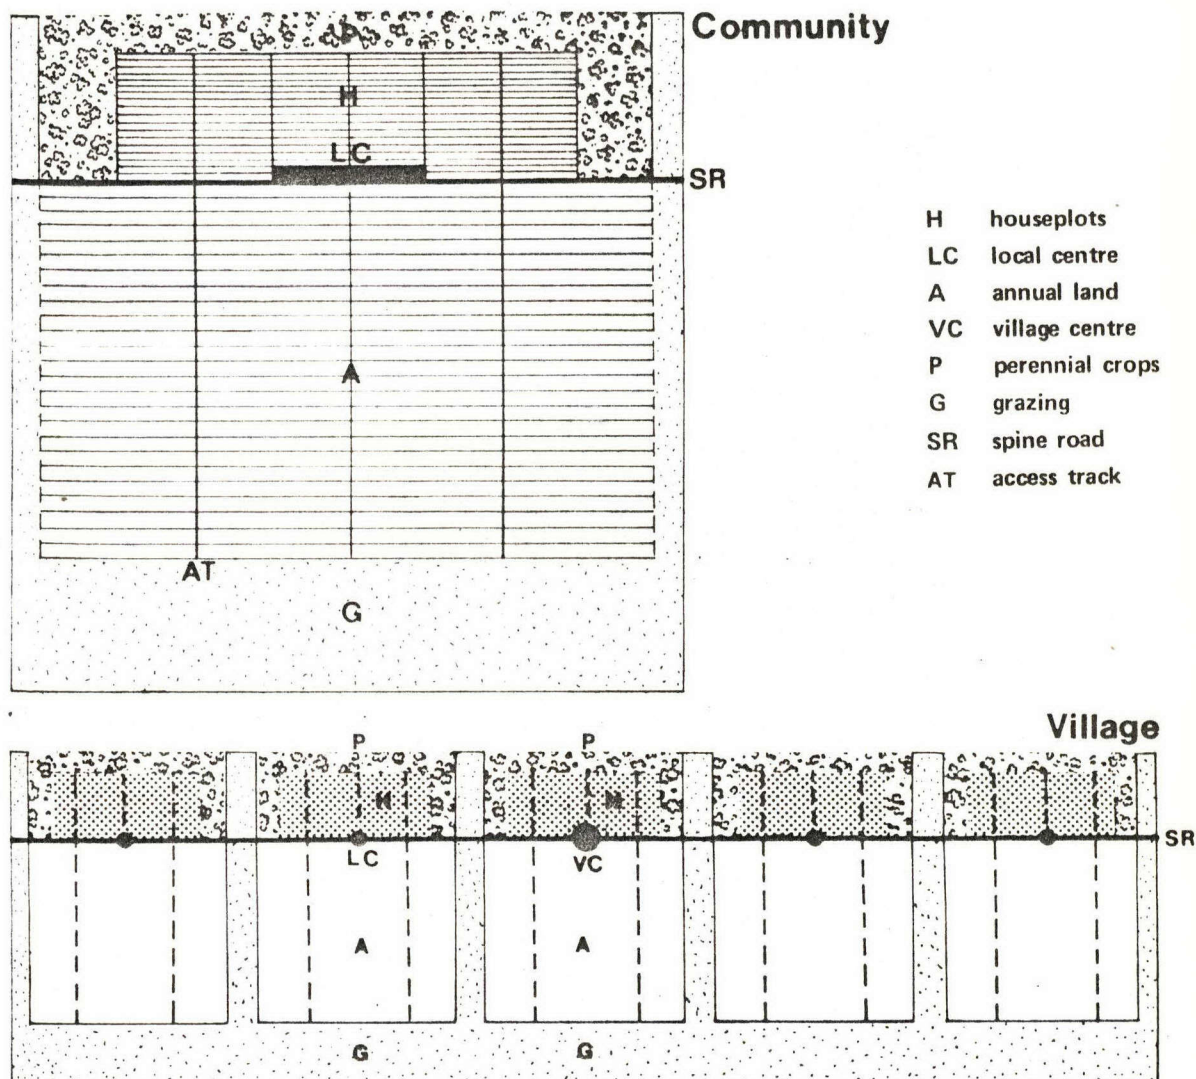 Community
P
H
LC
SR
H houseplots
LC local centre
A annual land
VC village centre
P perennial crops
G grazing
SR spine road
AT access track
A
AT
G
Village
P P
H H
SR
LC VC
A A
G G